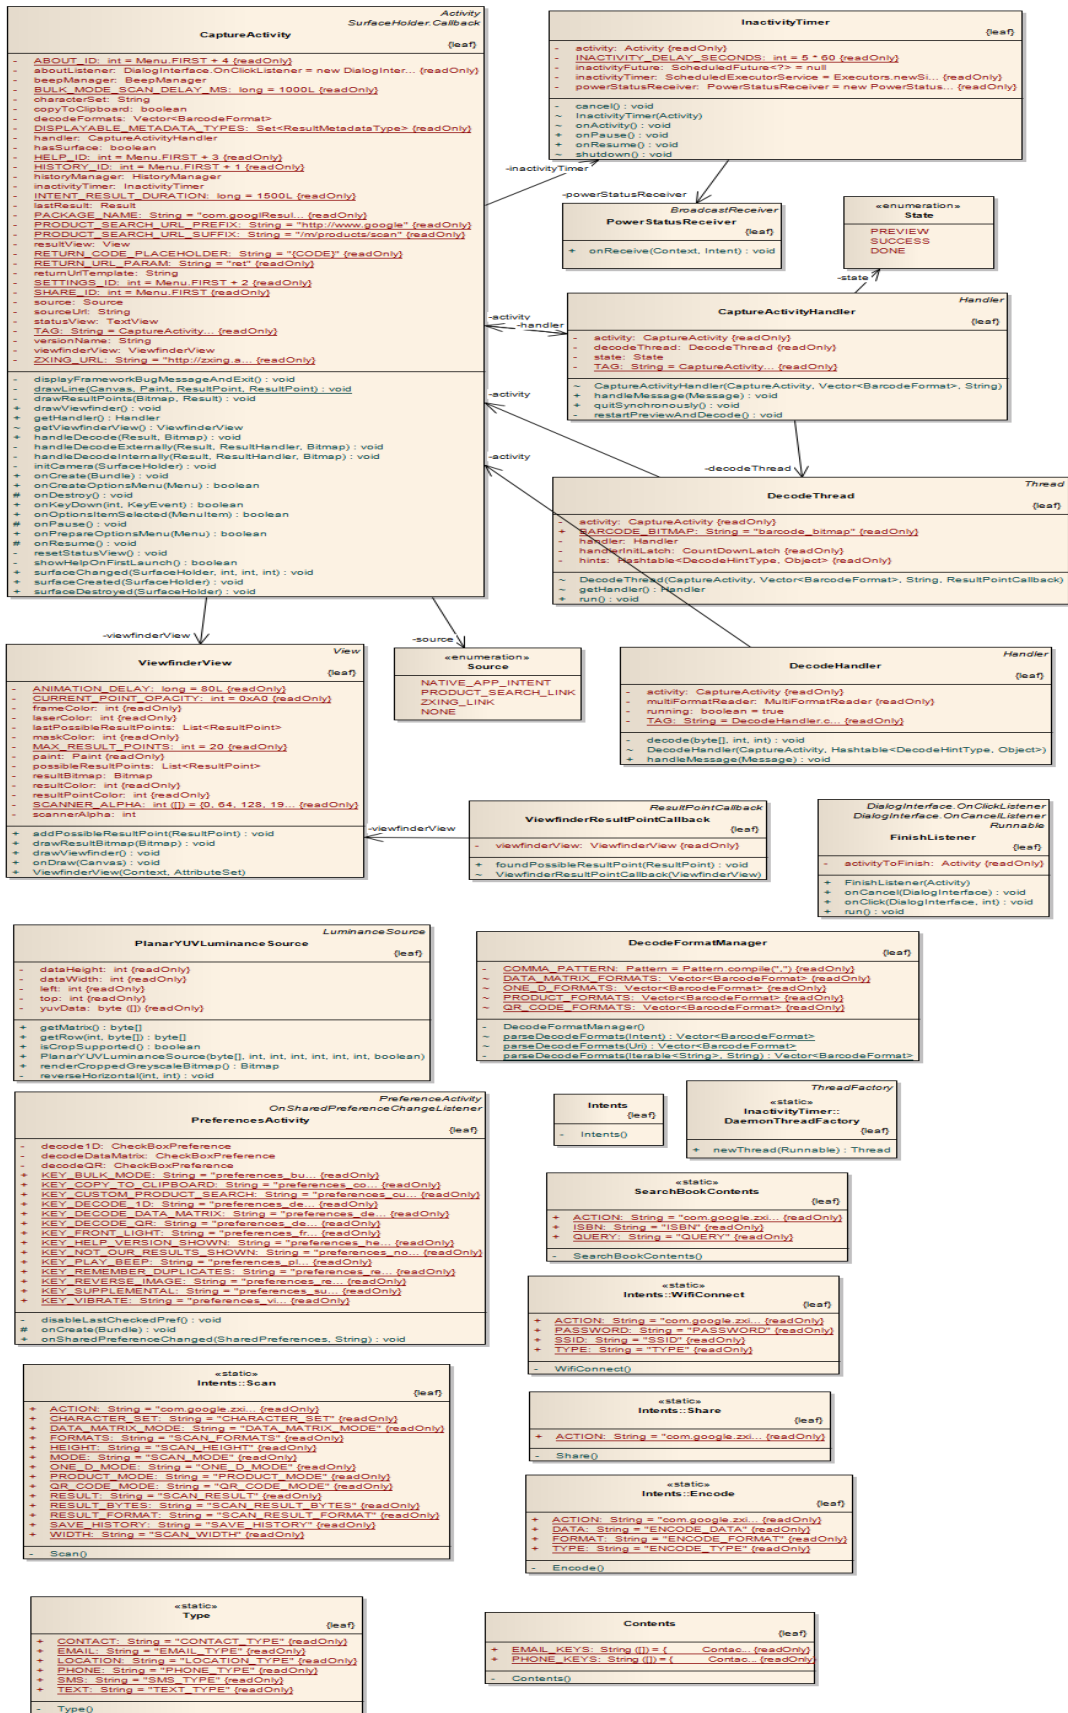 Activity
SurfaceHolder.Callback
CaptureActivity
{leaf}
- ABOUT_ID: int = Menu.FIRST + 4 {readOnly}
- aboutListener: DialogInterface.OnClickListener = new DialogInter... {readOnly}
- beepManager: BeepManager
- BULK_MODE_SCAN_DELAY_MS: long = 1000L {readOnly}
- characterSet: String
- copyToClipboard: boolean
- decodeFormats: Vector<BarcodeFormat>
- DISPLAYABLE_METADATA_TYPES: Set<ResultMetadataType> {readOnly}
- handler: CaptureActivityHandler
- hasSurface: boolean
- HELP_ID: int = Menu.FIRST + 3 {readOnly}
- HISTORY_ID: int = Menu.FIRST + 1 {readOnly}
- historyManager: HistoryManager
- inactivityTimer: InactivityTimer
- INTENT_RESULT_DURATION: long = 1500L {readOnly}
- lastResult: Result
- PACKAGE_NAME: String = "com.googlResul... {readOnly}
- PRODUCT_SEARCH_URL_PREFIX: String = "http://www.google" {readOnly}
- PRODUCT_SEARCH_URL_SUFFIX: String = "/m/products/scan" {readOnly}
- resultView: View
- RETURN_CODE_PLACEHOLDER: String = "{CODE}" {readOnly}
- RETURN_URL_PARAM: String = "ret" {readOnly}
- returnUrlTemplate: String
- SETTINGS_ID: int = Menu.FIRST + 2 {readOnly}
- SHARE_ID: int = Menu.FIRST {readOnly}
- source: Source
- sourceUrl: String
- statusView: TextView
- TAG: String = CaptureActivity... {readOnly}
- versionName: String
- viewfinderView: ViewfinderView
- ZXING_URL: String = "http://zxing.a... {readOnly}
- displayFrameworkBugMessageAndExit() : void
- drawLine(Canvas, Paint, ResultPoint, ResultPoint) : void
- drawResultPoints(Bitmap, Result) : void
+ drawViewfinder() : void
+ getHandler() : Handler
~ getViewfinderView() : ViewfinderView
+ handleDecode(Result, Bitmap) : void
- handleDecodeExternally(Result, ResultHandler, Bitmap) : void
- handleDecodeInternally(Result, ResultHandler, Bitmap) : void
- initCamera(SurfaceHolder) : void
+ onCreate(Bundle) : void
+ onCreateOptionsMenu(Menu) : boolean
# onDestroy() : void
+ onKeyDown(int, KeyEvent) : boolean
+ onOptionsItemSelected(MenuItem) : boolean
# onPause() : void
+ onPrepareOptionsMenu(Menu) : boolean
# onResume() : void
- resetStatusView() : void
- showHelpOnFirstLaunch() : boolean
+ surfaceChanged(SurfaceHolder, int, int, int) : void
+ surfaceCreated(SurfaceHolder) : void
+ surfaceDestroyed(SurfaceHolder) : void
InactivityTimer
{leaf}
- activity: Activity {readOnly}
- INACTIVITY_DELAY_SECONDS: int = 5 * 60 {readOnly}
- inactivityFuture: ScheduledFuture<?> = null
- inactivityTimer: ScheduledExecutorService = Executors.newSi... {readOnly}
- powerStatusReceiver: PowerStatusReceiver = new PowerStatus... {readOnly}
- cancel() : void
~ InactivityTimer(Activity)
~ onActivity() : void
+ onPause() : void
+ onResume() : void
~ shutdown() : void
-inactivityTimer
-powerStatusReceiver
BroadcastReceiver
PowerStatusReceiver
{leaf}
+ onReceive(Context, Intent) : void
«enumeration»
State
PREVIEW
SUCCESS
DONE
-state
-activity
-handler
Handler
CaptureActivityHandler
{leaf}
- activity: CaptureActivity {readOnly}
- decodeThread: DecodeThread {readOnly}
- state: State
- TAG: String = CaptureActivity... {readOnly}
~ CaptureActivityHandler(CaptureActivity, Vector<BarcodeFormat>, String)
+ handleMessage(Message) : void
+ quitSynchronously() : void
- restartPreviewAndDecode() : void
-activity
-activity
-decodeThread
Thread
DecodeThread
{leaf}
- activity: CaptureActivity {readOnly}
+ BARCODE_BITMAP: String = "barcode_bitmap" {readOnly}
- handler: Handler
- handlerInitLatch: CountDownLatch {readOnly}
- hints: Hashtable<DecodeHintType, Object> {readOnly}
~ DecodeThread(CaptureActivity, Vector<BarcodeFormat>, String, ResultPointCallback)
~ getHandler() : Handler
+ run() : void
-viewfinderView
-source
View
ViewfinderView
{leaf}
- ANIMATION_DELAY: long = 80L {readOnly}
- CURRENT_POINT_OPACITY: int = 0xA0 {readOnly}
- frameColor: int {readOnly}
- laserColor: int {readOnly}
- lastPossibleResultPoints: List<ResultPoint>
- maskColor: int {readOnly}
- MAX_RESULT_POINTS: int = 20 {readOnly}
- paint: Paint {readOnly}
- possibleResultPoints: List<ResultPoint>
- resultBitmap: Bitmap
- resultColor: int {readOnly}
- resultPointColor: int {readOnly}
- SCANNER_ALPHA: int ([]) = {0, 64, 128, 19... {readOnly}
- scannerAlpha: int
+ addPossibleResultPoint(ResultPoint) : void
+ drawResultBitmap(Bitmap) : void
+ drawViewfinder() : void
+ onDraw(Canvas) : void
+ ViewfinderView(Context, AttributeSet)
«enumeration»
Source
NATIVE_APP_INTENT
PRODUCT_SEARCH_LINK
ZXING_LINK
NONE
Handler
DecodeHandler
{leaf}
- activity: CaptureActivity {readOnly}
- multiFormatReader: MultiFormatReader {readOnly}
- running: boolean = true
- TAG: String = DecodeHandler.c... {readOnly}
- decode(byte[], int, int) : void
~ DecodeHandler(CaptureActivity, Hashtable<DecodeHintType, Object>)
+ handleMessage(Message) : void
-viewfinderView
ResultPointCallback
ViewfinderResultPointCallback
{leaf}
- viewfinderView: ViewfinderView {readOnly}
+ foundPossibleResultPoint(ResultPoint) : void
~ ViewfinderResultPointCallback(ViewfinderView)
DialogInterface.OnClickListener
DialogInterface.OnCancelListener
Runnable
FinishListener
{leaf}
- activityToFinish: Activity {readOnly}
+ FinishListener(Activity)
+ onCancel(DialogInterface) : void
+ onClick(DialogInterface, int) : void
+ run() : void
LuminanceSource
PlanarYUVLuminanceSource
{leaf}
- dataHeight: int {readOnly}
- dataWidth: int {readOnly}
- left: int {readOnly}
- top: int {readOnly}
- yuvData: byte ([]) {readOnly}
+ getMatrix() : byte[]
+ getRow(int, byte[]) : byte[]
+ isCropSupported() : boolean
+ PlanarYUVLuminanceSource(byte[], int, int, int, int, int, int, boolean)
+ renderCroppedGreyscaleBitmap() : Bitmap
- reverseHorizontal(int, int) : void
DecodeFormatManager
{leaf}
- COMMA_PATTERN: Pattern = Pattern.compile(",") {readOnly}
~ DATA_MATRIX_FORMATS: Vector<BarcodeFormat> {readOnly}
~ ONE_D_FORMATS: Vector<BarcodeFormat> {readOnly}
~ PRODUCT_FORMATS: Vector<BarcodeFormat> {readOnly}
~ QR_CODE_FORMATS: Vector<BarcodeFormat> {readOnly}
- DecodeFormatManager()
~ parseDecodeFormats(Intent) : Vector<BarcodeFormat>
~ parseDecodeFormats(Uri) : Vector<BarcodeFormat>
- parseDecodeFormats(Iterable<String>, String) : Vector<BarcodeFormat>
PreferenceActivity
OnSharedPreferenceChangeListener
PreferencesActivity
{leaf}
- decode1D: CheckBoxPreference
- decodeDataMatrix: CheckBoxPreference
- decodeQR: CheckBoxPreference
+ KEY_BULK_MODE: String = "preferences_bu... {readOnly}
+ KEY_COPY_TO_CLIPBOARD: String = "preferences_co... {readOnly}
+ KEY_CUSTOM_PRODUCT_SEARCH: String = "preferences_cu... {readOnly}
+ KEY_DECODE_1D: String = "preferences_de... {readOnly}
+ KEY_DECODE_DATA_MATRIX: String = "preferences_de... {readOnly}
+ KEY_DECODE_QR: String = "preferences_de... {readOnly}
+ KEY_FRONT_LIGHT: String = "preferences_fr... {readOnly}
+ KEY_HELP_VERSION_SHOWN: String = "preferences_he... {readOnly}
+ KEY_NOT_OUR_RESULTS_SHOWN: String = "preferences_no... {readOnly}
+ KEY_PLAY_BEEP: String = "preferences_pl... {readOnly}
+ KEY_REMEMBER_DUPLICATES: String = "preferences_re... {readOnly}
+ KEY_REVERSE_IMAGE: String = "preferences_re... {readOnly}
+ KEY_SUPPLEMENTAL: String = "preferences_su... {readOnly}
+ KEY_VIBRATE: String = "preferences_vi... {readOnly}
- disableLastCheckedPref() : void
# onCreate(Bundle) : void
+ onSharedPreferenceChanged(SharedPreferences, String) : void
Intents
{leaf}
- Intents()
ThreadFactory
«static»
InactivityTimer::
DaemonThreadFactory
{leaf}
+ newThread(Runnable) : Thread
«static»
SearchBookContents
{leaf}
+ ACTION: String = "com.google.zxi... {readOnly}
+ ISBN: String = "ISBN" {readOnly}
+ QUERY: String = "QUERY" {readOnly}
- SearchBookContents()
«static»
Intents::WifiConnect
{leaf}
+ ACTION: String = "com.google.zxi... {readOnly}
+ PASSWORD: String = "PASSWORD" {readOnly}
+ SSID: String = "SSID" {readOnly}
+ TYPE: String = "TYPE" {readOnly}
- WifiConnect()
«static»
Intents::Scan
{leaf}
+ ACTION: String = "com.google.zxi... {readOnly}
+ CHARACTER_SET: String = "CHARACTER_SET" {readOnly}
+ DATA_MATRIX_MODE: String = "DATA_MATRIX_MODE" {readOnly}
+ FORMATS: String = "SCAN_FORMATS" {readOnly}
+ HEIGHT: String = "SCAN_HEIGHT" {readOnly}
+ MODE: String = "SCAN_MODE" {readOnly}
+ ONE_D_MODE: String = "ONE_D_MODE" {readOnly}
+ PRODUCT_MODE: String = "PRODUCT_MODE" {readOnly}
+ QR_CODE_MODE: String = "QR_CODE_MODE" {readOnly}
+ RESULT: String = "SCAN_RESULT" {readOnly}
+ RESULT_BYTES: String = "SCAN_RESULT_BYTES" {readOnly}
+ RESULT_FORMAT: String = "SCAN_RESULT_FORMAT" {readOnly}
+ SAVE_HISTORY: String = "SAVE_HISTORY" {readOnly}
+ WIDTH: String = "SCAN_WIDTH" {readOnly}
- Scan()
«static»
Intents::Share
{leaf}
+ ACTION: String = "com.google.zxi... {readOnly}
- Share()
«static»
Intents::Encode
{leaf}
+ ACTION: String = "com.google.zxi... {readOnly}
+ DATA: String = "ENCODE_DATA" {readOnly}
+ FORMAT: String = "ENCODE_FORMAT" {readOnly}
+ TYPE: String = "ENCODE_TYPE" {readOnly}
- Encode()
«static»
Type
{leaf}
+ CONTACT: String = "CONTACT_TYPE" {readOnly}
+ EMAIL: String = "EMAIL_TYPE" {readOnly}
+ LOCATION: String = "LOCATION_TYPE" {readOnly}
+ PHONE: String = "PHONE_TYPE" {readOnly}
+ SMS: String = "SMS_TYPE" {readOnly}
+ TEXT: String = "TEXT_TYPE" {readOnly}
- Type()
Contents
{leaf}
+ EMAIL_KEYS: String ([]) = { Contac... {readOnly}
+ PHONE_KEYS: String ([]) = { Contac... {readOnly}
- Contents()